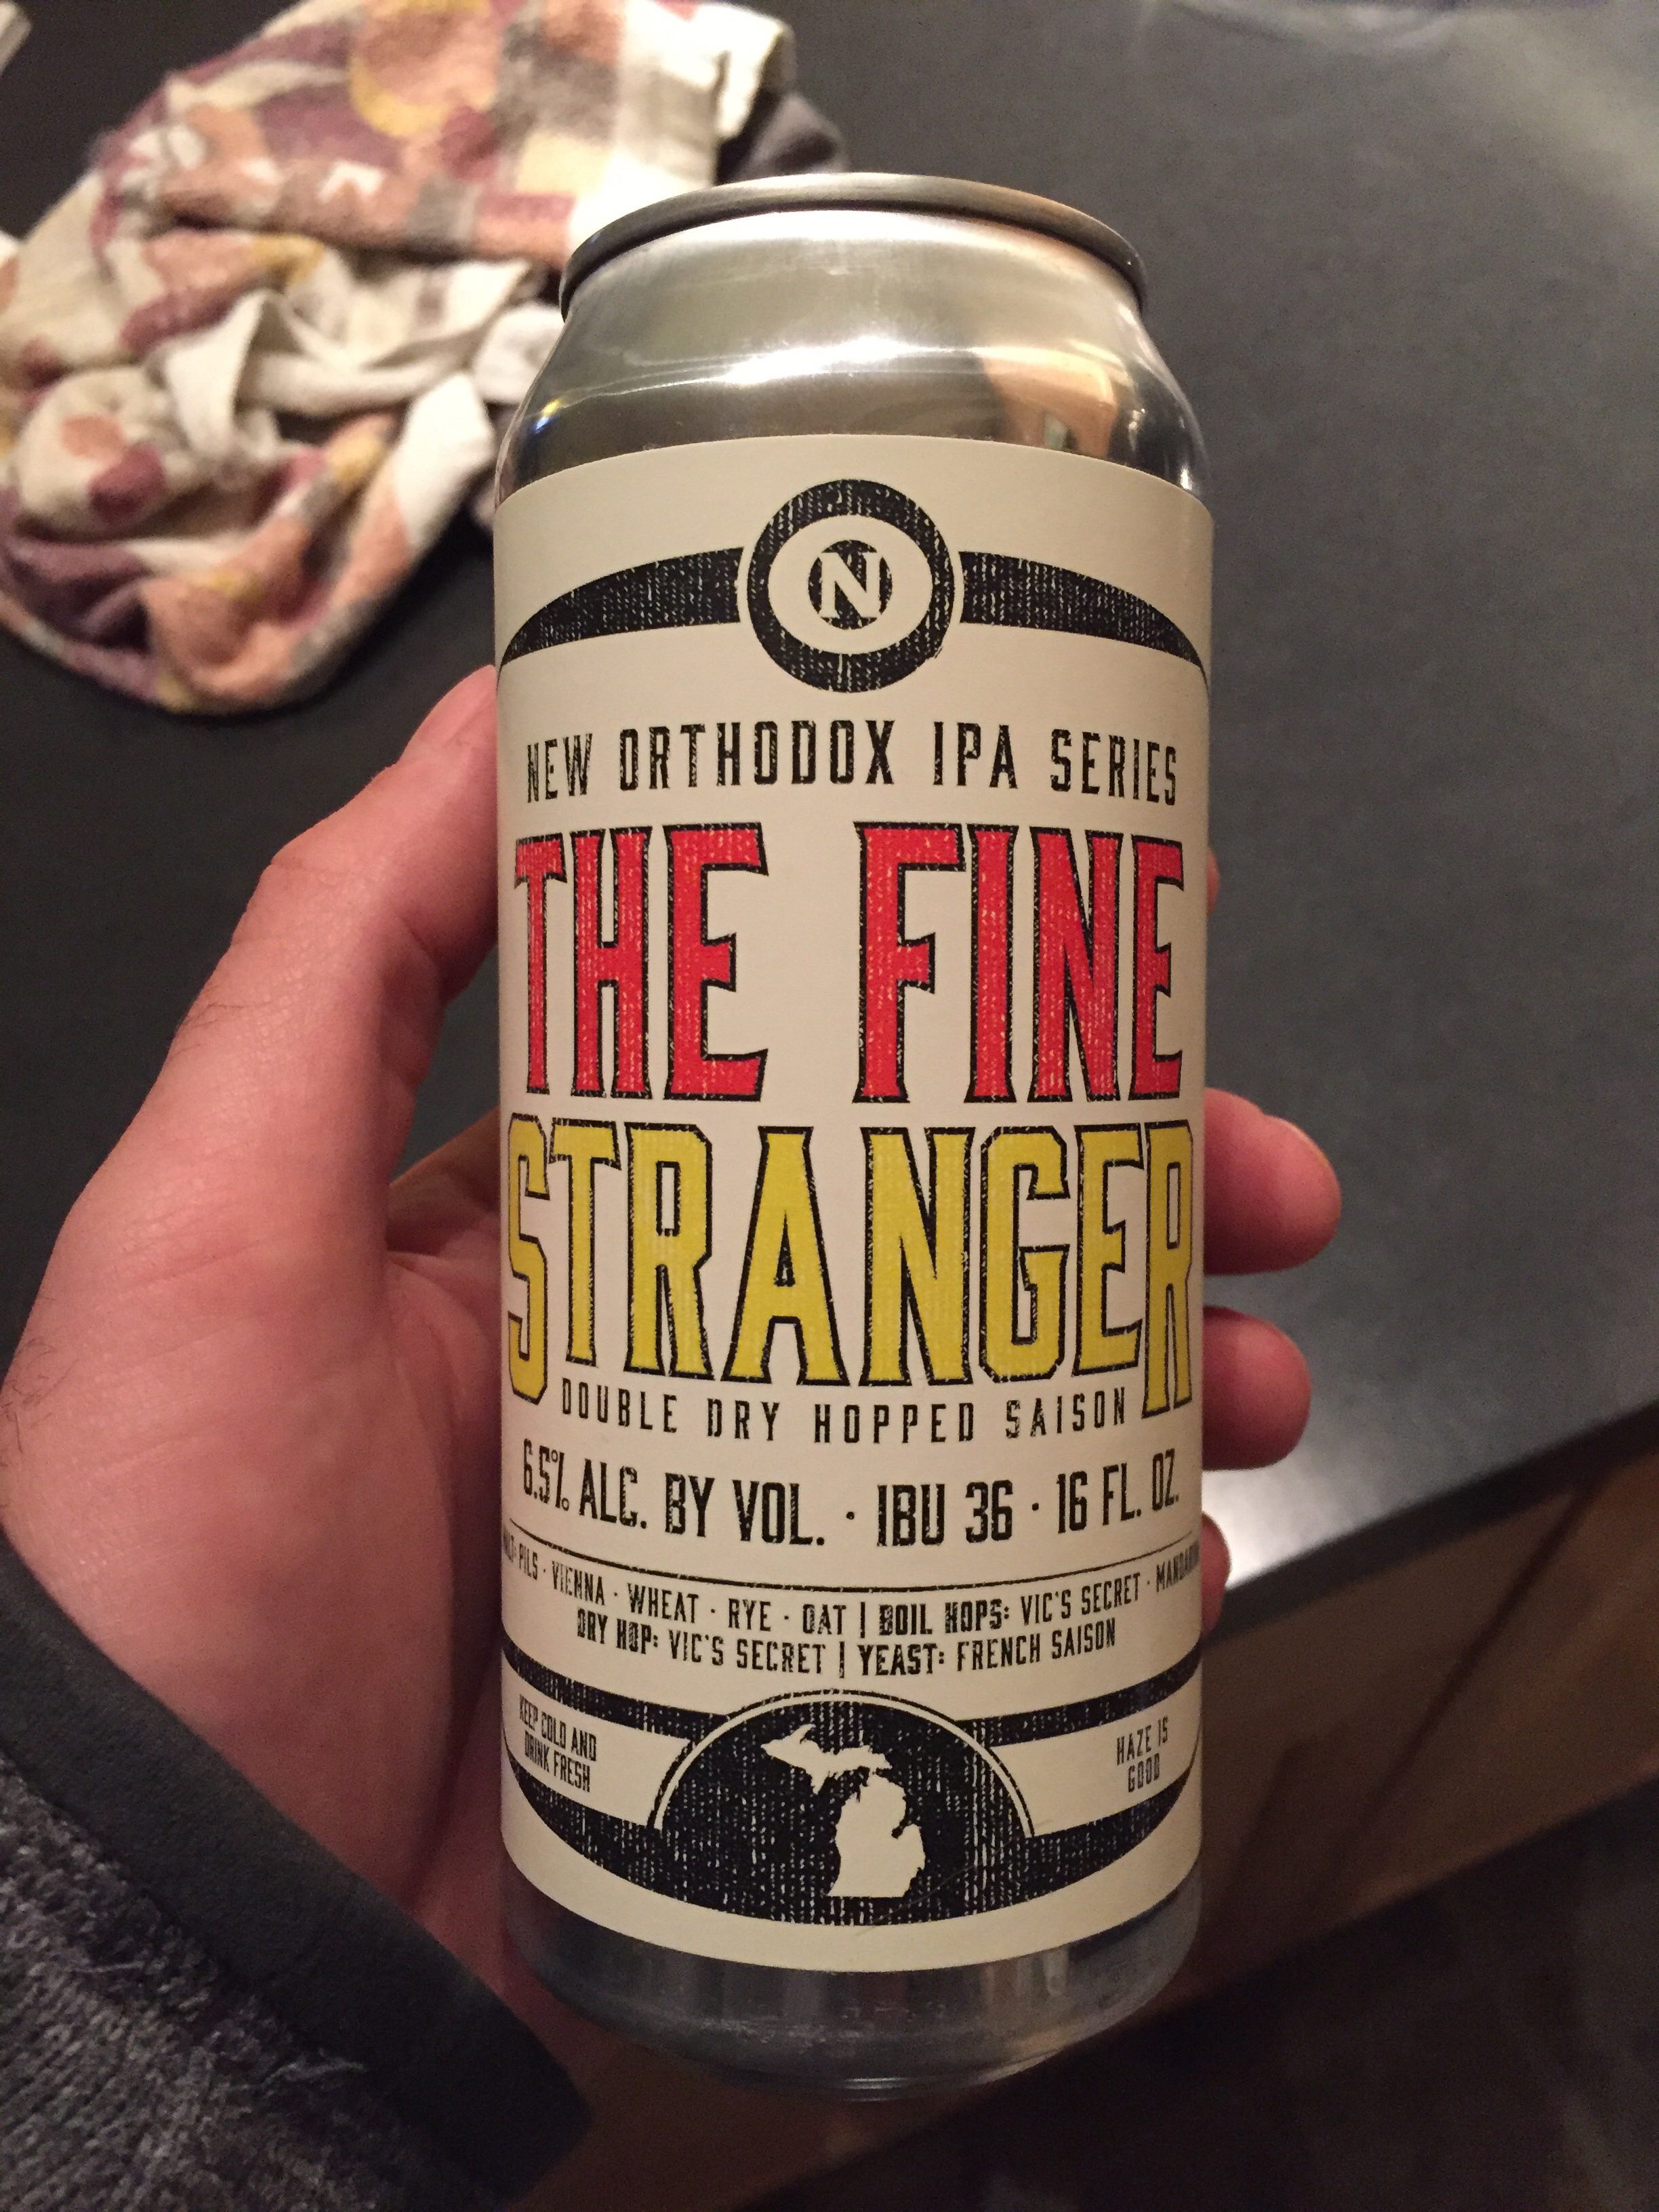 N
NEW ORTHODOX IPA SERIES
THE FINE
STRANGER
DOUBLE DRY HOPPED SAISON
6.5% ALC. BY VOL. · IBU 36 · 16 FL. OZ.
PILS · VIENNA · WHEAT · RYE · OAT | BOIL HOPS: VIC'S SECRET ·
DRY HOP: VIC'S SECRET | YEAST: FRENCH SAISON
KEEP COLD AND
DRINK FRESH
HAZE IS
GOOD